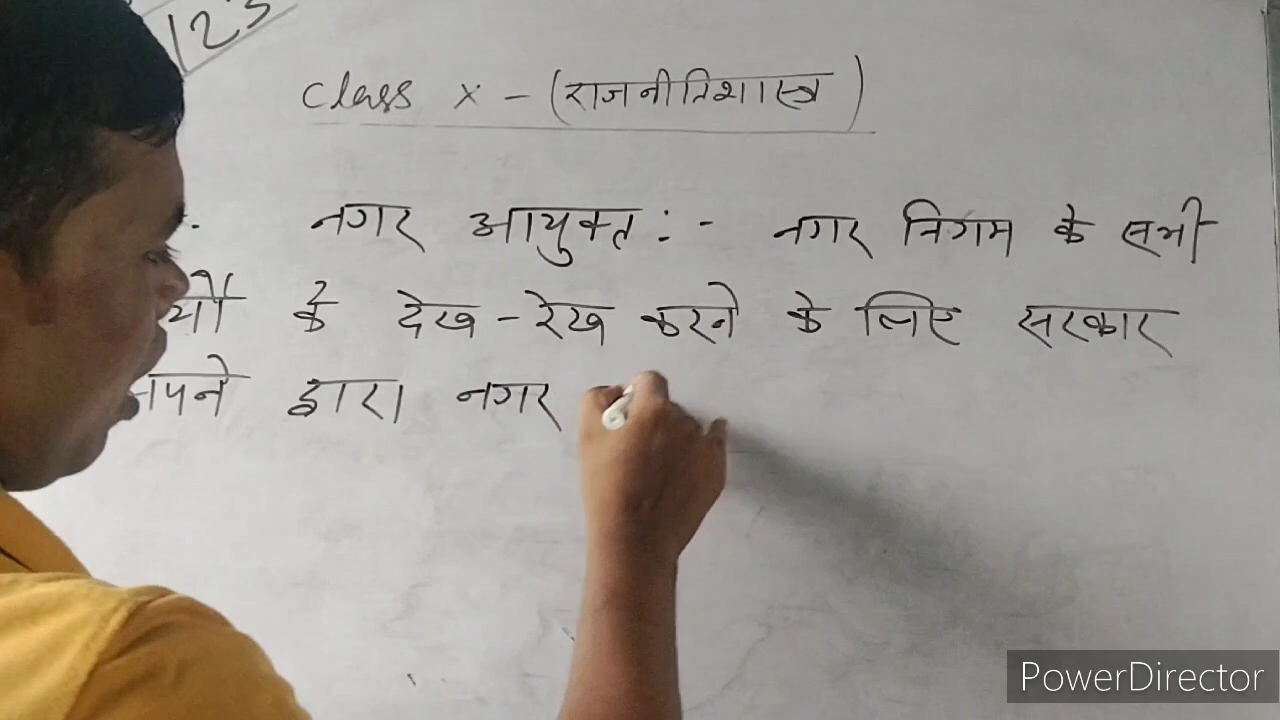 123
Class X - (राजनीतिशास्त्र)
नगर आयुक्त :- नगर निगम के सभी
के देख-रेख करने के लिए सरकार
द्वारा नगर
PowerDirector